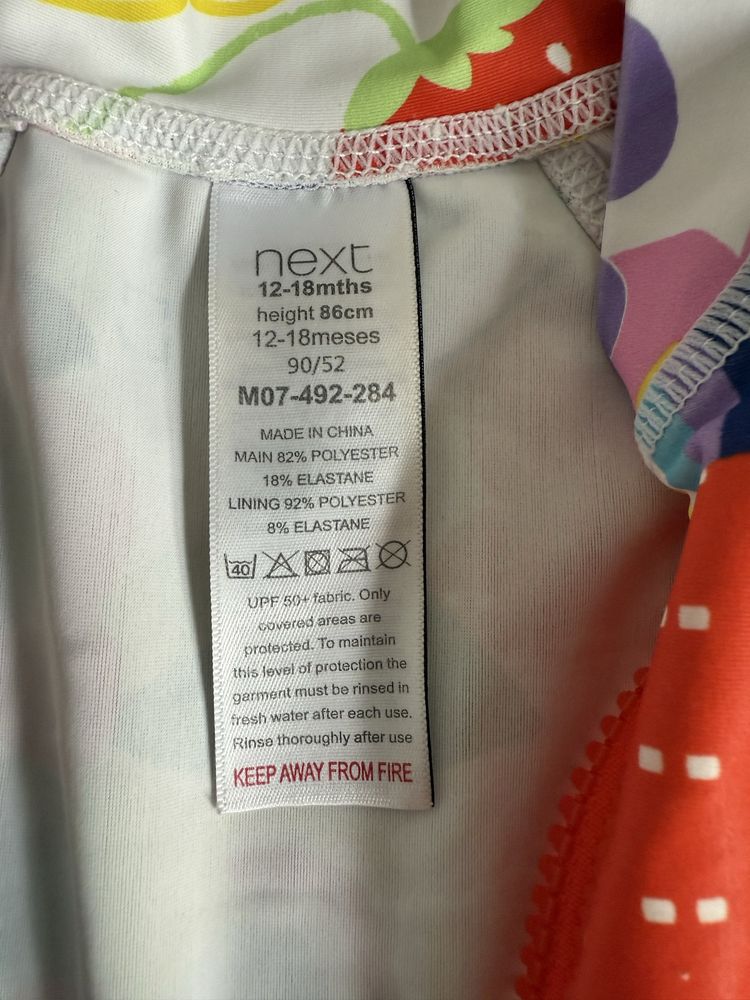 next
12-18mths
height 86cm
12-18meses
90/52
M07-492-284
MADE IN CHINA
MAIN 82% POLYESTER
18% ELASTANE
LINING 92% POLYESTER
8% ELASTANE
40
UPF 50+ fabric. Only
covered areas are
protected. To maintain
this level of protection the
garment must be rinsed in
fresh water after each use.
Rinse thoroughly after use
KEEP AWAY FROM FIRE